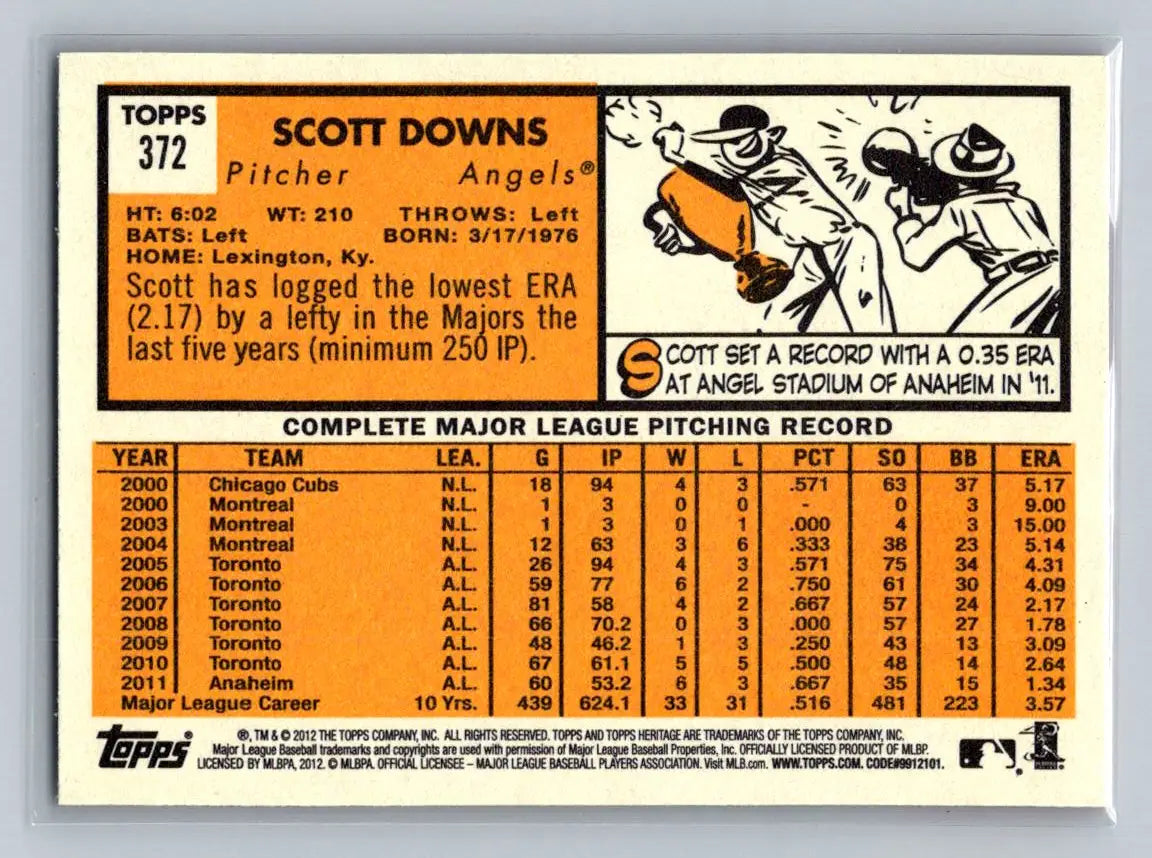 TOPPS
372
SCOTT DOWNS
Pitcher Angels®
HT: 6:02 WT: 210 THROWS: Left
BATS: Left BORN: 3/17/1976
HOME: Lexington, Ky.
Scott has logged the lowest ERA
(2.17) by a lefty in the Majors the
last five years (minimum 250 IP).
SCOTT SET A RECORD WITH A 0.35 ERA
AT ANGEL STADIUM OF ANAHEIM IN '11.
COMPLETE MAJOR LEAGUE PITCHING RECORD
YEAR TEAM LEA. G IP W L PCT SO BB ERA
2000 Chicago Cubs N.L. 18 94 4 3 .571 63 37 5.17
2000 Montreal N.L. 1 3 0 0 - 0 3 9.00
2003 Montreal N.L. 1 3 0 1 .000 4 3 15.00
2004 Montreal N.L. 12 63 3 6 .333 38 23 5.14
2005 Toronto A.L. 26 94 4 3 .571 75 34 4.31
2006 Toronto A.L. 59 77 6 2 .750 61 30 4.09
2007 Toronto A.L. 81 58 4 2 .667 57 24 2.17
2008 Toronto A.L. 66 70.2 0 3 .000 57 27 1.78
2009 Toronto A.L. 48 46.2 1 3 .250 43 13 3.09
2010 Toronto A.L. 67 61.1 5 5 .500 48 14 2.64
2011 Anaheim A.L. 60 53.2 6 3 .667 35 15 1.34
Major League Career 10 Yrs. 439 624.1 33 31 .516 481 223 3.57
topps®
®, TM & © 2012 THE TOPPS COMPANY, INC. ALL RIGHTS RESERVED. TOPPS AND TOPPS HERITAGE ARE TRADEMARKS OF THE TOPPS COMPANY, INC.
Major League Baseball trademarks and copyrights are used with permission of Major League Baseball Properties, Inc. OFFICIALLY LICENSED PRODUCT OF MLBP.
LICENSED BY MLBPA, 2012. © MLBPA. OFFICIAL LICENSEE – MAJOR LEAGUE BASEBALL PLAYERS ASSOCIATION. Visit MLB.com. WWW.TOPPS.COM. CODE#9912101.